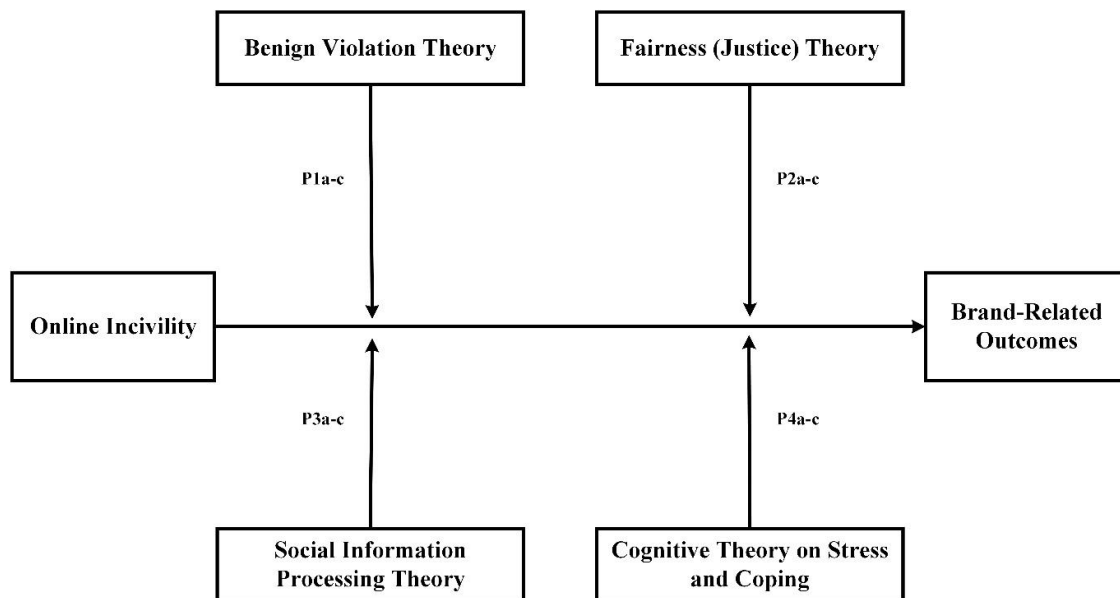 Benign Violation Theory
Fairness (Justice) Theory
P1a-c
P2a-c
Online Incivility
Brand-Related
Outcomes
P3a-c
P4a-c
Social Information
Processing Theory
Cognitive Theory on Stress
and Coping